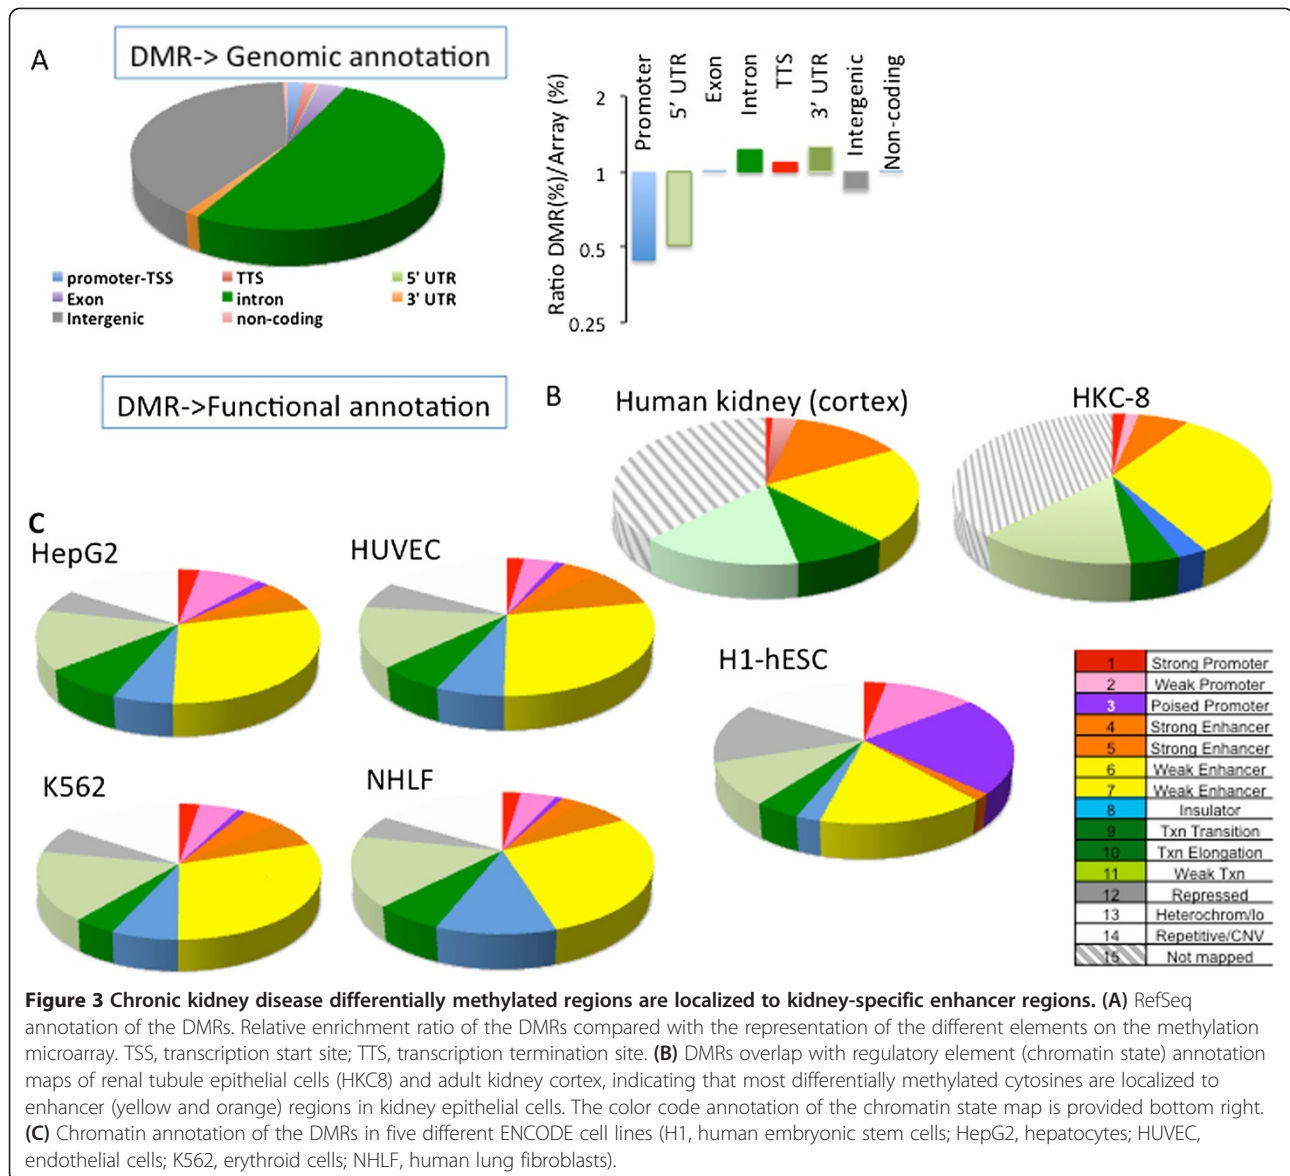 A
DMR-> Genomic annotation
promoter-TSS
TTS
5' UTR
Exon
intron
3' UTR
Intergenic
non-coding
Ratio DMR(%)/Array (%)
2
1
0.5
0.25
Promoter
5' UTR
Exon
Intron
TTS
3' UTR
Intergenic
Non-coding
DMR->Functional annotation
B
Human kidney (cortex)
HKC-8
C
HepG2
HUVEC
H1-hESC
K562
NHLF
1 Strong Promoter
2 Weak Promoter
3 Poised Promoter
4 Strong Enhancer
5 Strong Enhancer
6 Weak Enhancer
7 Weak Enhancer
8 Insulator
9 Txn Transition
10 Txn Elongation
11 Weak Txn
12 Repressed
13 Heterochrom/lo
14 Repetitive/CNV
15 Not mapped
Figure 3 Chronic kidney disease differentially methylated regions are localized to kidney-specific enhancer regions. (A) RefSeq
annotation of the DMRs. Relative enrichment ratio of the DMRs compared with the representation of the different elements on the methylation
microarray. TSS, transcription start site; TTS, transcription termination site. (B) DMRs overlap with regulatory element (chromatin state) annotation
maps of renal tubule epithelial cells (HKC8) and adult kidney cortex, indicating that most differentially methylated cytosines are localized to
enhancer (yellow and orange) regions in kidney epithelial cells. The color code annotation of the chromatin state map is provided bottom right.
(C) Chromatin annotation of the DMRs in five different ENCODE cell lines (H1, human embryonic stem cells; HepG2, hepatocytes; HUVEC,
endothelial cells; K562, erythroid cells; NHLF, human lung fibroblasts).